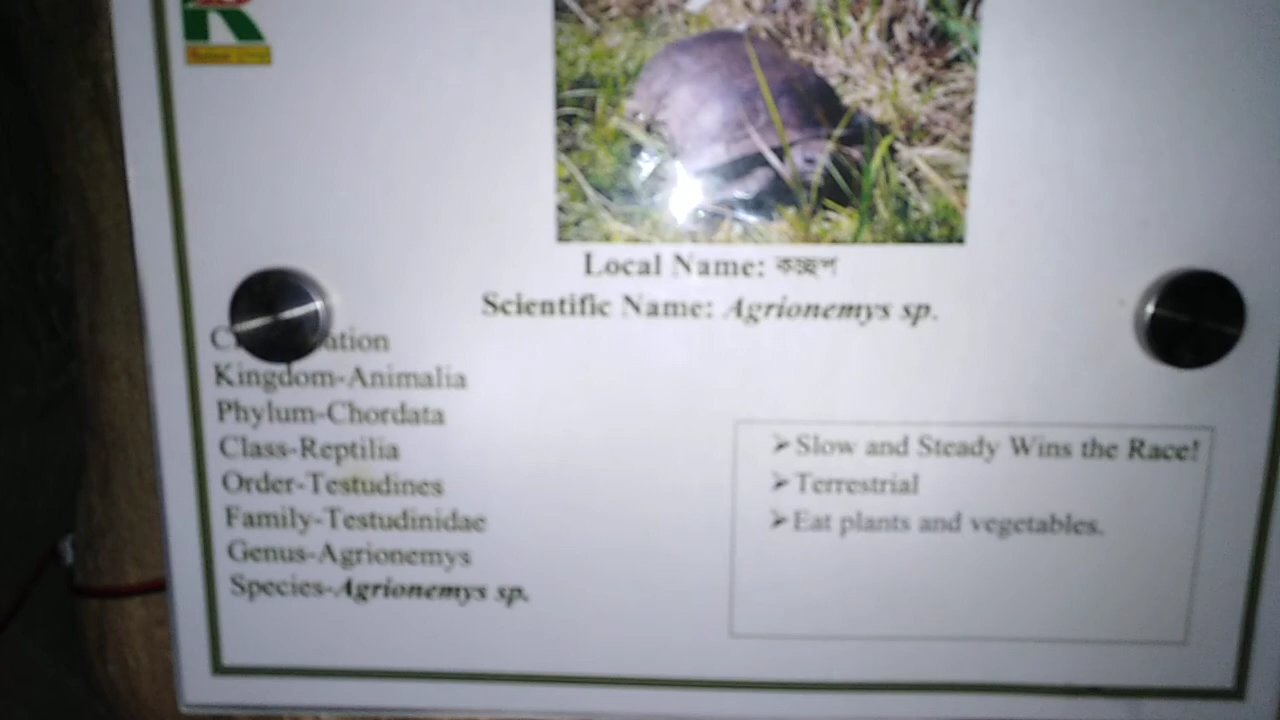 Local Name: কচ্ছপ
Scientific Name: Agrionemys sp.
Kingdom-Animalia
Phylum-Chordata
Class-Reptilia
Order-Testudines
Family-Testudinidae
Genus-Agrionemys
Species-Agrionemys sp.
➢Slow and Steady Wins the Race!
➢Terrestrial
➢Eat plants and vegetables.